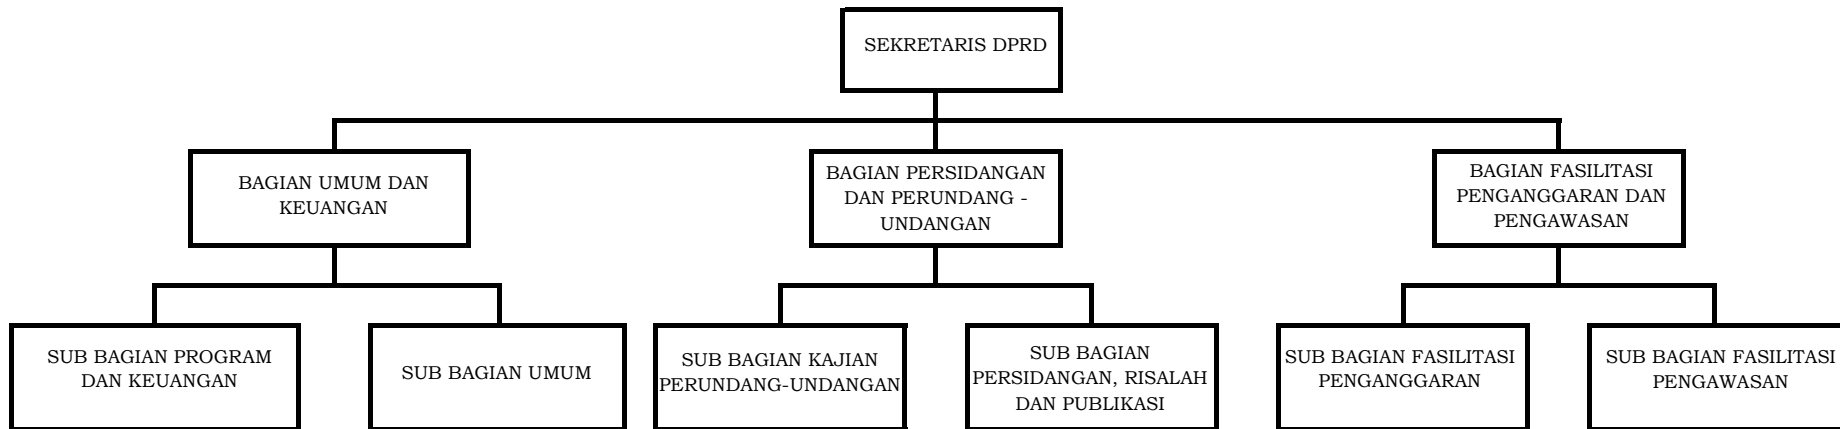 SEKRETARIS DPRD
BAGIAN UMUM DAN
KEUANGAN
BAGIAN PERSIDANGAN
DAN PERUNDANG -
UNDANGAN
BAGIAN FASILITASI
PENGANGGARAN DAN
PENGAWASAN
SUB BAGIAN PROGRAM
DAN KEUANGAN
SUB BAGIAN UMUM
SUB BAGIAN KAJIAN
PERUNDANG-UNDANGAN
SUB BAGIAN
PERSIDANGAN, RISALAH
DAN PUBLIKASI
SUB BAGIAN FASILITASI
PENGANGGARAN
SUB BAGIAN FASILITASI
PENGAWASAN